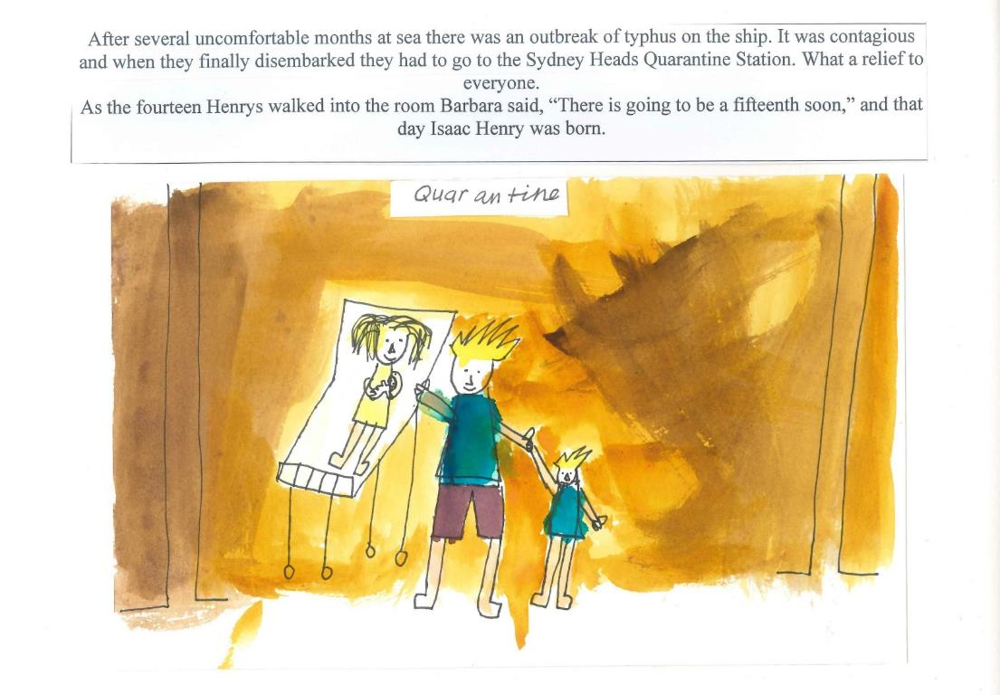 After several uncomfortable months at sea there was an outbreak of typhus on the ship. It was contagious
and when they finally disembarked they had to go to the Sydney Heads Quarantine Station. What a relief to
everyone.
As the fourteen Henrys walked into the room Barbara said, “There is going to be a fifteenth soon,” and that
day Isaac Henry was born.
Quarantine